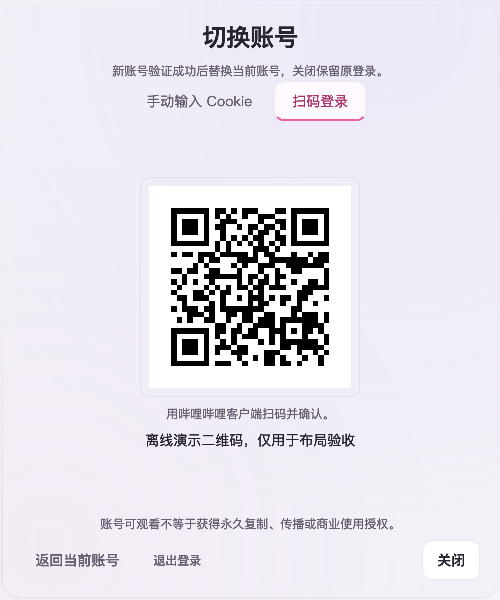 切换账号
新账号验证成功后替换当前账号，关闭保留原登录。
手动输入 Cookie
扫码登录
用哔哩哔哩客户端扫码并确认。
离线演示二维码，仅用于布局验收
账号可观看不等于获得永久复制、传播或商业使用授权。
返回当前账号
退出登录
关闭